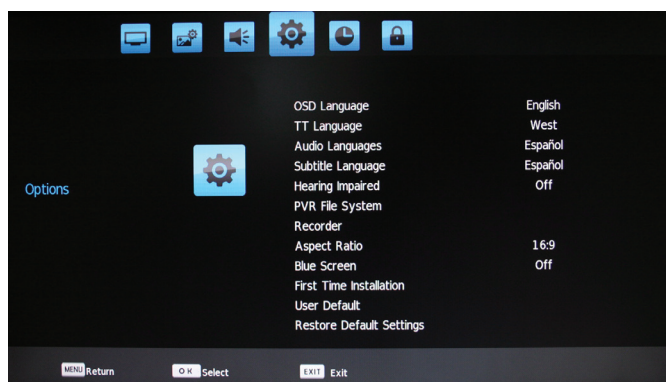 OSD Language English
TT Language West
Audio Languages Español
Subtitle Language Español
Options
Hearing Impaired Off
PVR File System
Recorder
Aspect Ratio 16:9
Blue Screen Off
First Time Installation
User Default
Restore Default Settings
MENU Return OK Select EXIT Exit